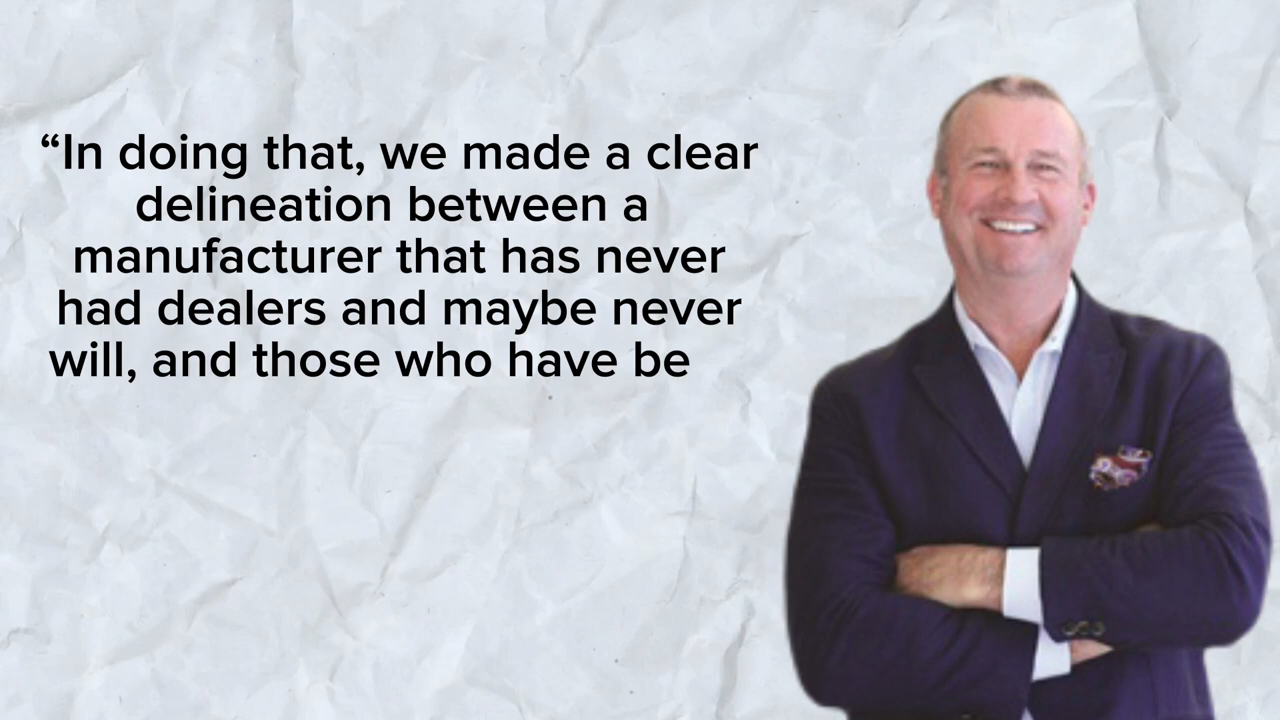 “In doing that, we made a clear
delineation between a
manufacturer that has never
had dealers and maybe never
will, and those who have be